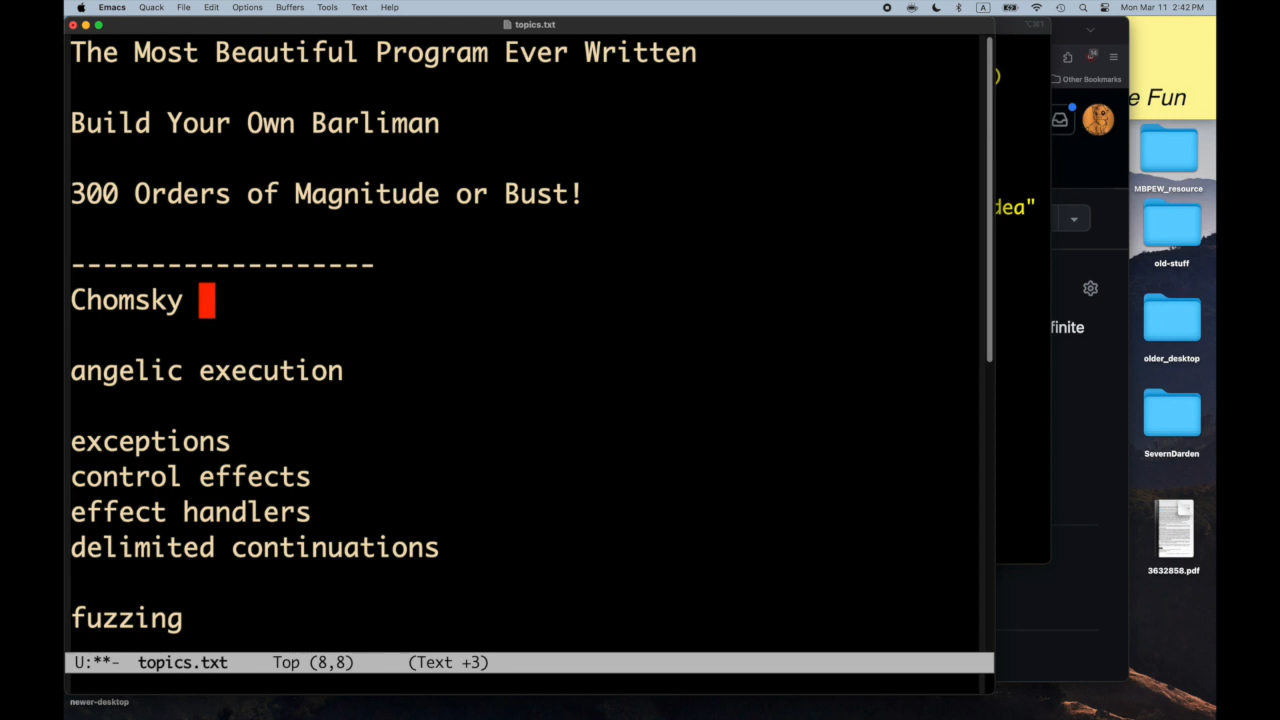 Emacs Quack File Edit Options Buffers Tools Text Help
A
Mon Mar 11 2:42 PM
topics.txt
⌥⌘1
The Most Beautiful Program Ever Written
Build Your Own Barliman
300 Orders of Magnitude or Bust!
-------------------
Chomsky
angelic execution
exceptions
control effects
effect handlers
delimited continuations
fuzzing
U:**- topics.txt Top (8,8) (Text +3)
newer-desktop
)
dea"
Other Bookmarks
finite
e Fun
MBPEW_resource
old-stuff
older_desktop
SevernDarden
3632858.pdf